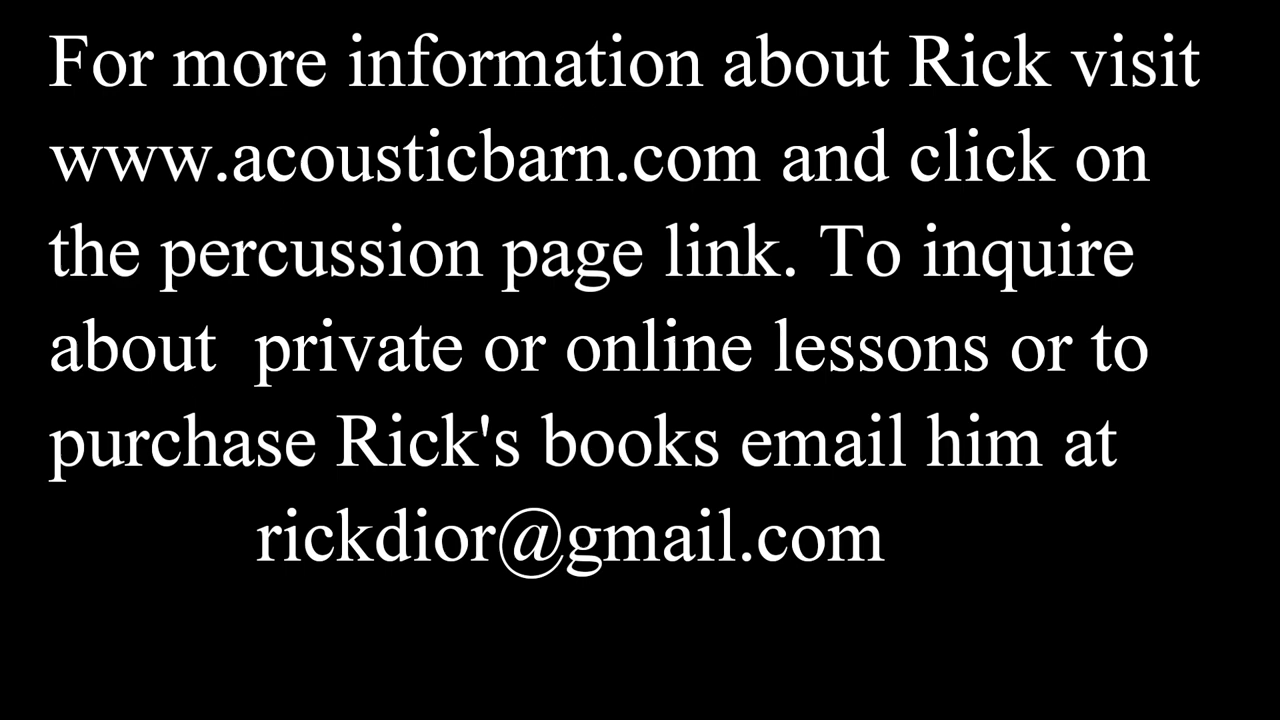 For more information about Rick visit
www.acousticbarn.com and click on
the percussion page link. To inquire
about  private or online lessons or to
purchase Rick's books email him at
rickdior@gmail.com